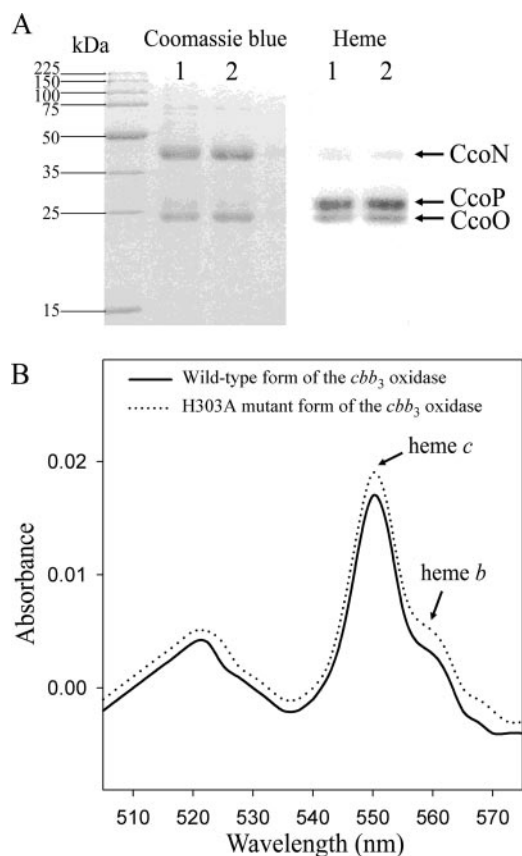 A
kDa
Coomassie blue
Heme
1 2
1 2
225
150
100
75
50
35
25
15
CcoN
CcoP
CcoO
B
Wild-type form of the cbb3 oxidase
H303A mutant form of the cbb3 oxidase
heme c
heme b
0.02
0.01
0.00
Absorbance
510 520 530 540 550 560 570
Wavelength (nm)